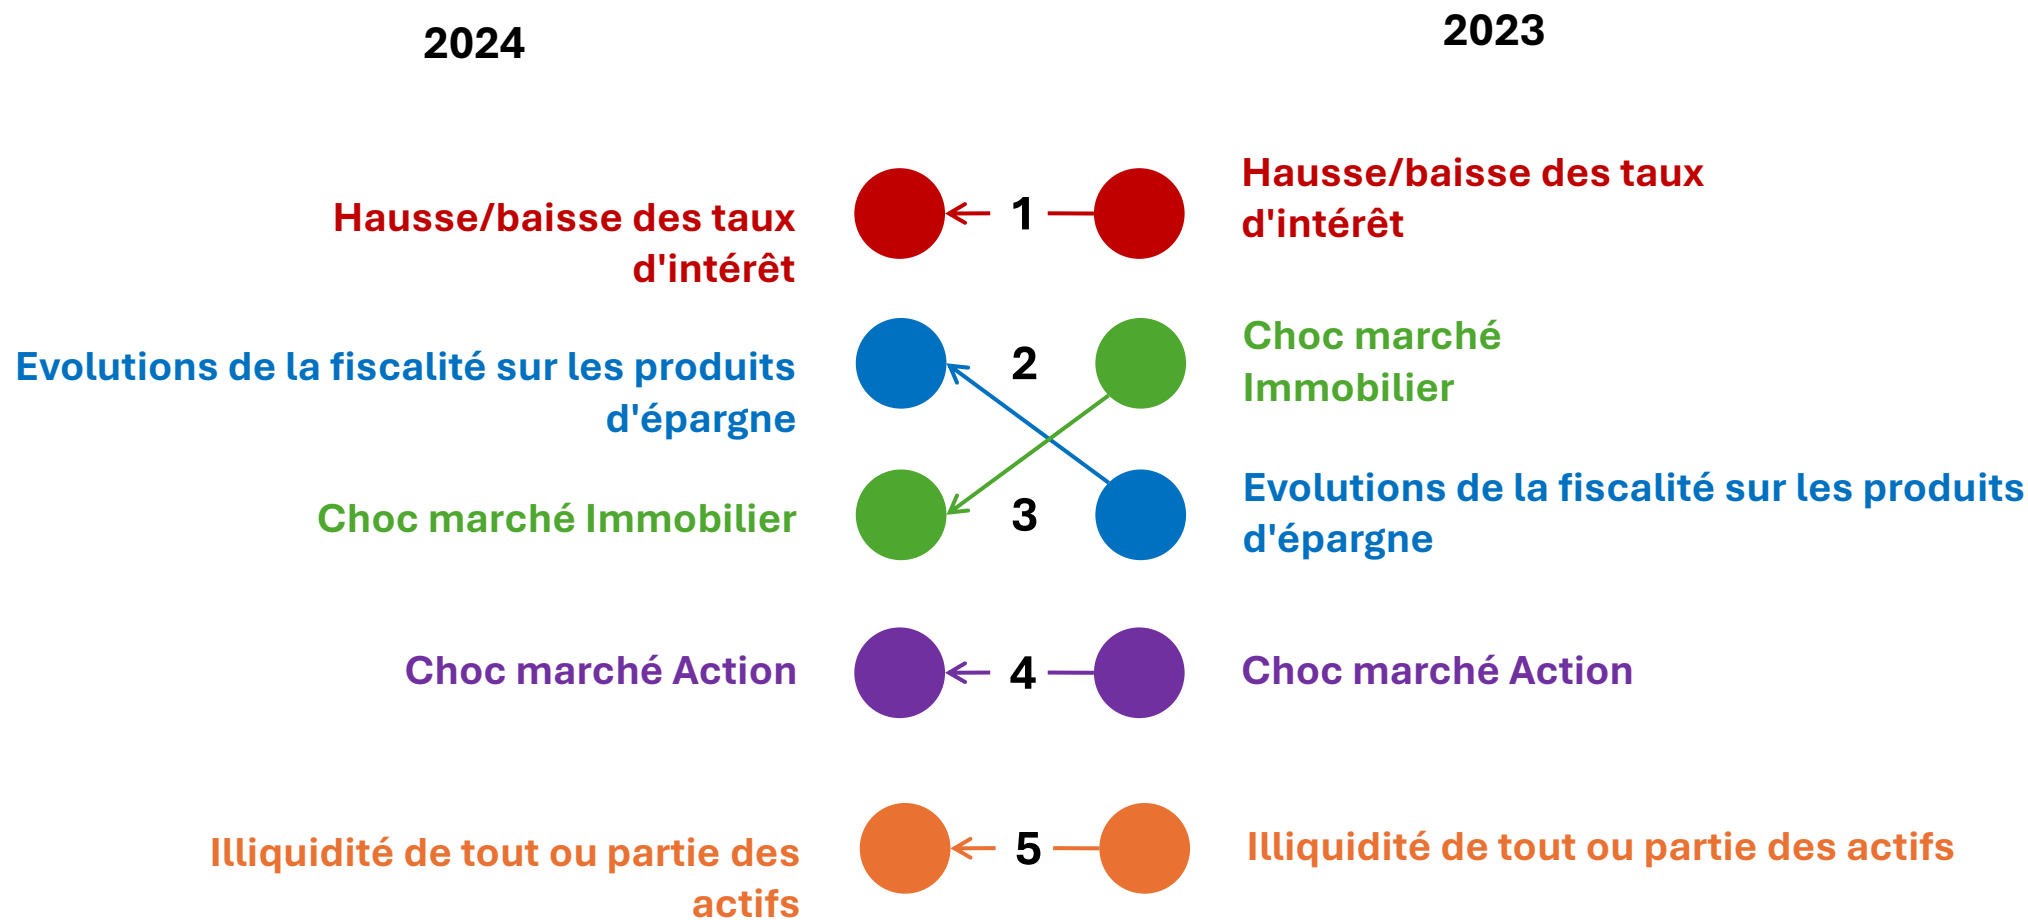 2024
2023
Hausse/baisse des taux
d'intérêt
1
Hausse/baisse des taux
d'intérêt
Evolutions de la fiscalité sur les produits
d'épargne
2
Choc marché
Immobilier
Choc marché Immobilier
3
Evolutions de la fiscalité sur les produits
d'épargne
Choc marché Action
4
Choc marché Action
Illiquidité de tout ou partie des
actifs
5
Illiquidité de tout ou partie des actifs